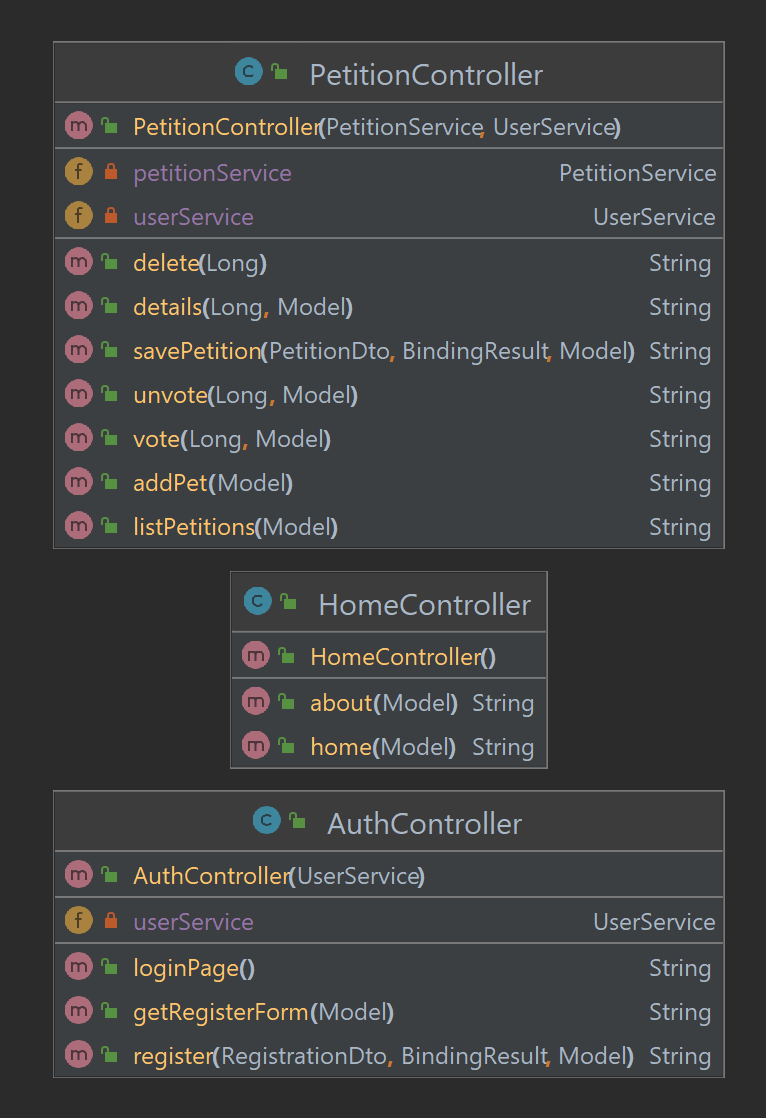 PetitionController
PetitionController(PetitionService, UserService)
petitionService PetitionService
userService UserService
delete(Long) String
details(Long, Model) String
savePetition(PetitionDto, BindingResult, Model) String
unvote(Long, Model) String
vote(Long, Model) String
addPet(Model) String
listPetitions(Model) String
HomeController
HomeController()
about(Model) String
home(Model) String
AuthController
AuthController(UserService)
userService UserService
loginPage() String
getRegisterForm(Model) String
register(RegistrationDto, BindingResult, Model) String